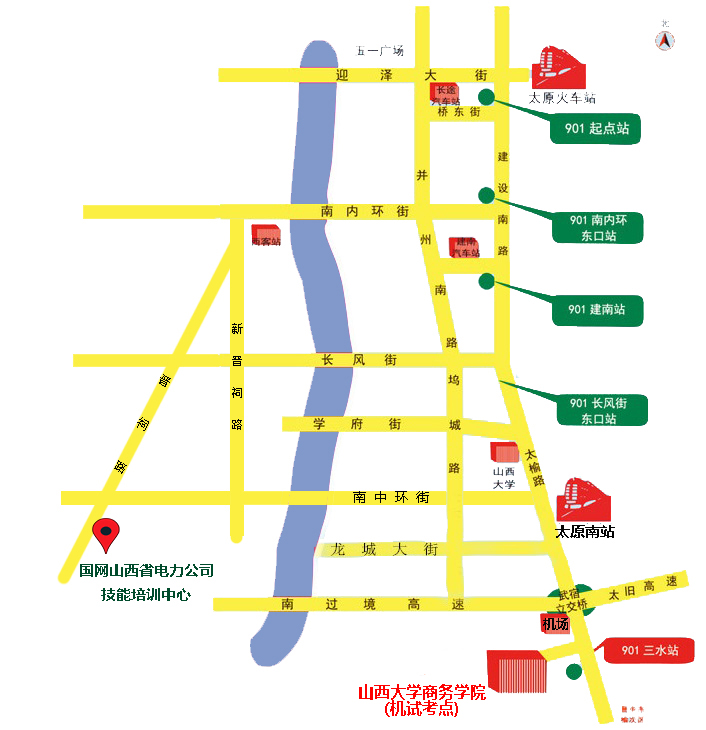 北
五一广场
迎泽大街
太原火车站
长途
汽车站
桥东街
901 起点站
建设南路
并州南路
901 南内环
东口站
南内环街
西客站
建南
汽车站
901 建南站
新晋祠路
长风街
晋祠路
901 长风街
东口站
学府街
坞城路
太榆路
山西
大学
南中环街
太原南站
龙城大街
国网山西省电力公司
技能培训中心
武宿
立交桥
太旧高速
南过境高速
机场
901 三水站
山西大学商务学院
(机试考点)